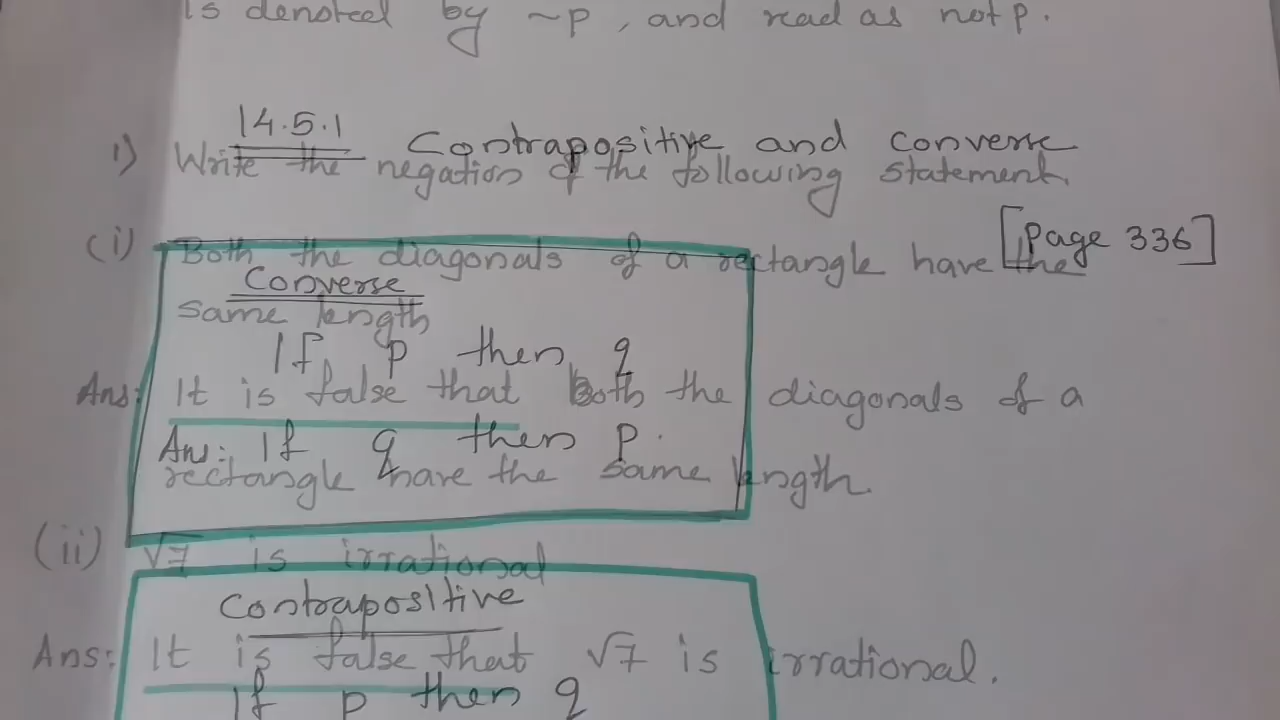 is denoted by ~p, and read as not p.
14.5.1 Contrapositive and converse
1) Write the negation of the following statement.
[Page 336]
(i) Both the diagonals of a rectangle have the
Converse
same length
If p then q
Ans: It is false that both the diagonals of a
Ans: If q then p.
rectangle have the same length.
(ii) √7 is irrational
Contrapositive
Ans: It is false that √7 is irrational.
If p then q